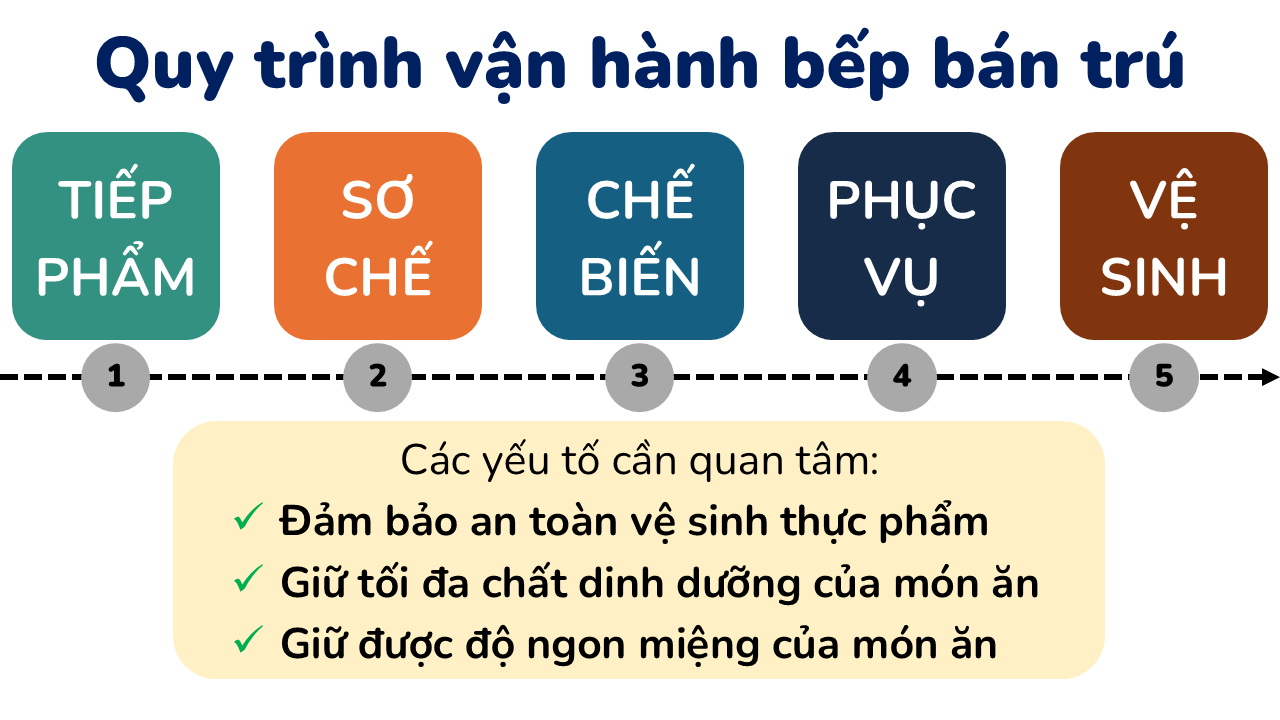 Quy trình vận hành bếp bán trú
TIẾP
PHẨM
SƠ
CHẾ
CHẾ
BIẾN
PHỤC
VỤ
VỆ
SINH
1
2
3
4
5
Các yếu tố cần quan tâm:
✓ Đảm bảo an toàn vệ sinh thực phẩm
✓ Giữ tối đa chất dinh dưỡng của món ăn
✓ Giữ được độ ngon miệng của món ăn